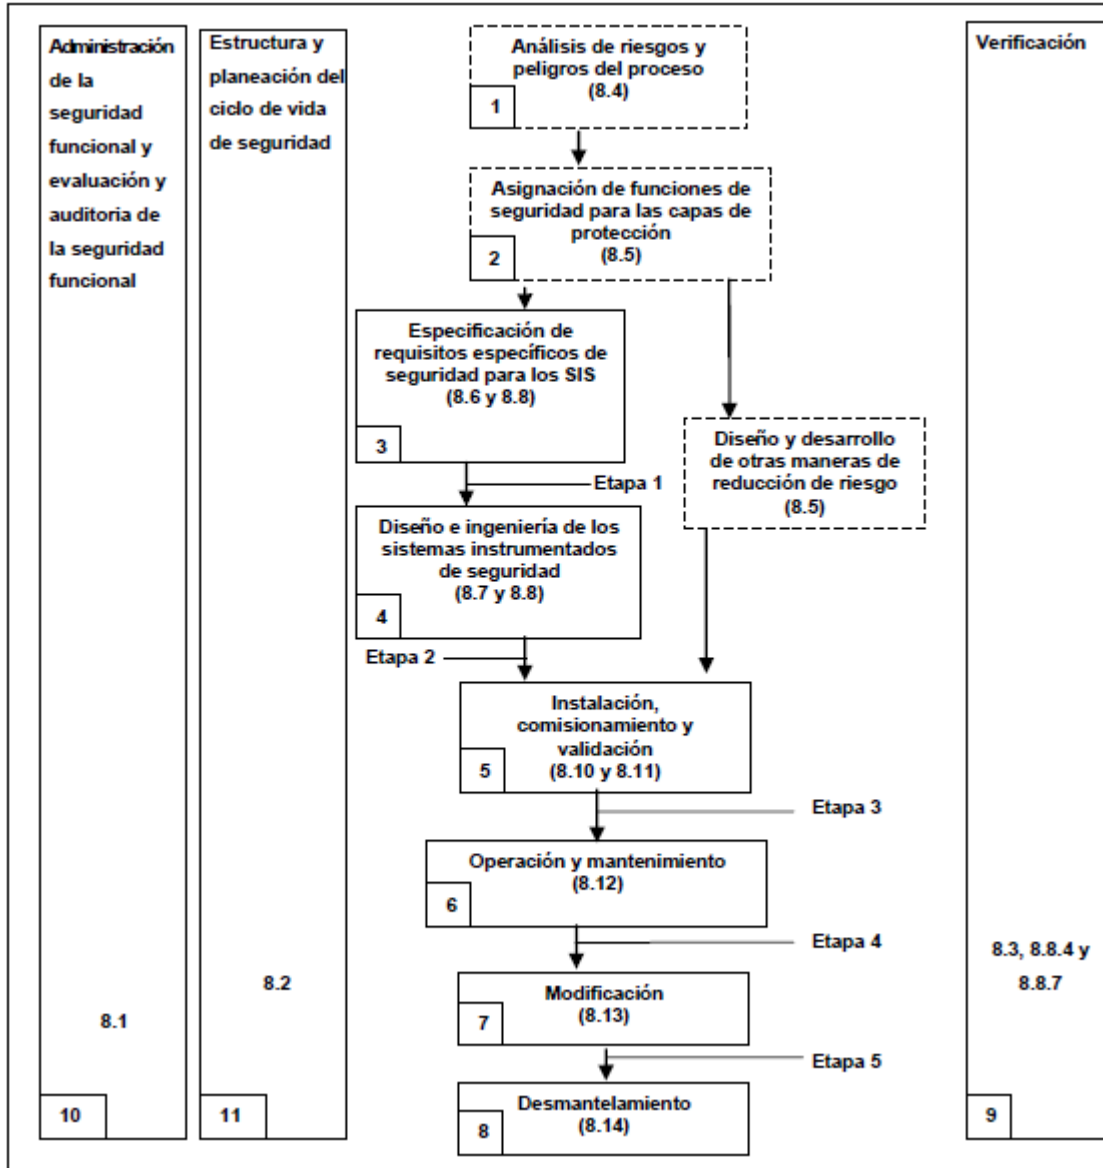 Administración
de la
seguridad
funcional y
evaluación y
auditoria de
la seguridad
funcional
8.1
10
Estructura y
planeación del
ciclo de vida
de seguridad
8.2
11
Análisis de riesgos y
peligros del proceso
(8.4)
1
Asignación de funciones de
seguridad para las capas de
protección
(8.5)
2
Especificación de
requisitos específicos de
seguridad para los SIS
(8.6 y 8.8)
3
Diseño y desarrollo
de otras maneras de
reducción de riesgo
(8.5)
Etapa 1
Diseño e ingeniería de los
sistemas instrumentados
de seguridad
(8.7 y 8.8)
4
Etapa 2
Instalación,
comisionamiento y
validación
(8.10 y 8.11)
5
Etapa 3
Operación y mantenimiento
(8.12)
6
Etapa 4
Modificación
(8.13)
7
Etapa 5
Desmantelamiento
(8.14)
8
Verificación
8.3, 8.8.4 y
8.8.7
9